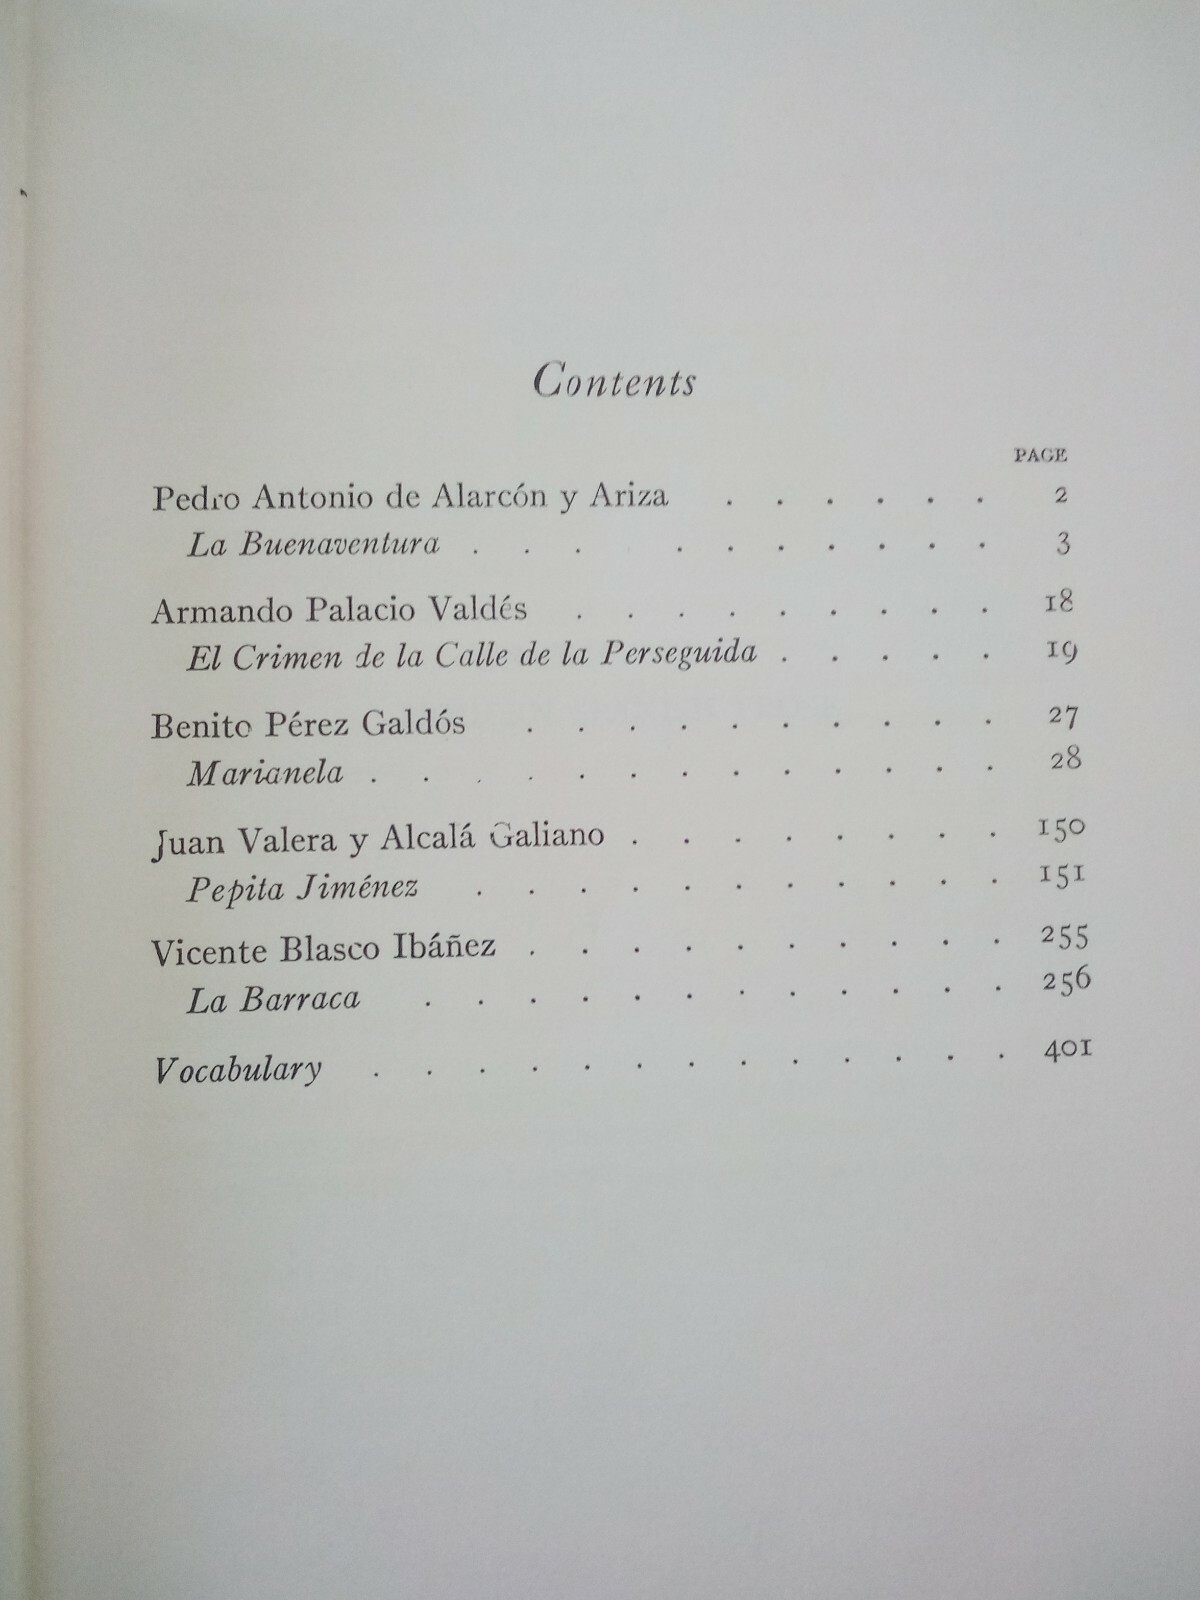 Contents
PAGE
Pedro Antonio de Alarcón y Ariza . . . . . . 2
La Buenaventura . . . . . . . . . . 3
Armando Palacio Valdés . . . . . . . . . 18
El Crimen de la Calle de la Perseguida . . . . . 19
Benito Pérez Galdós . . . . . . . . . . 27
Marianela . . . . . . . . . . . . . 28
Juan Valera y Alcalá Galiano . . . . . . . . 150
Pepita Jiménez . . . . . . . . . . . 151
Vicente Blasco Ibáñez . . . . . . . . . . 255
La Barraca . . . . . . . . . . . . 256
Vocabulary . . . . . . . . . . . . . 401